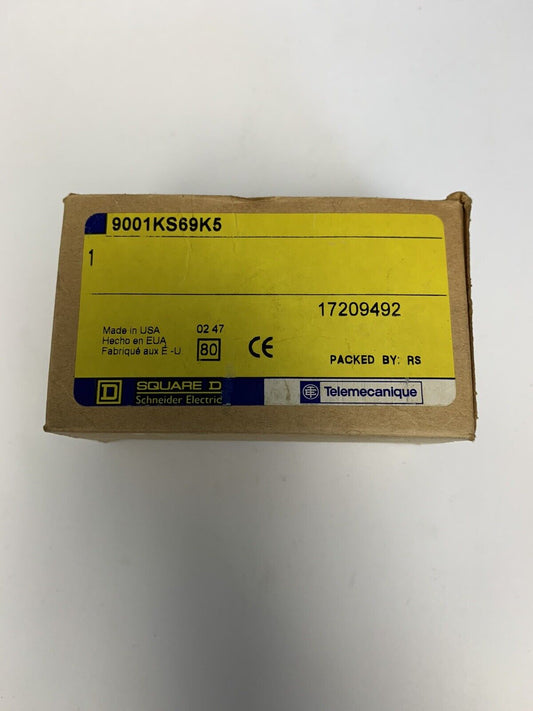 9001KS69K5
1
17209492
Made in USA 02 47
Hecho en EUA
Fabriqué aux É-U 80 CE
PACKED BY: RS
D SQUARE D
Schneider Electric
TE Telemecanique